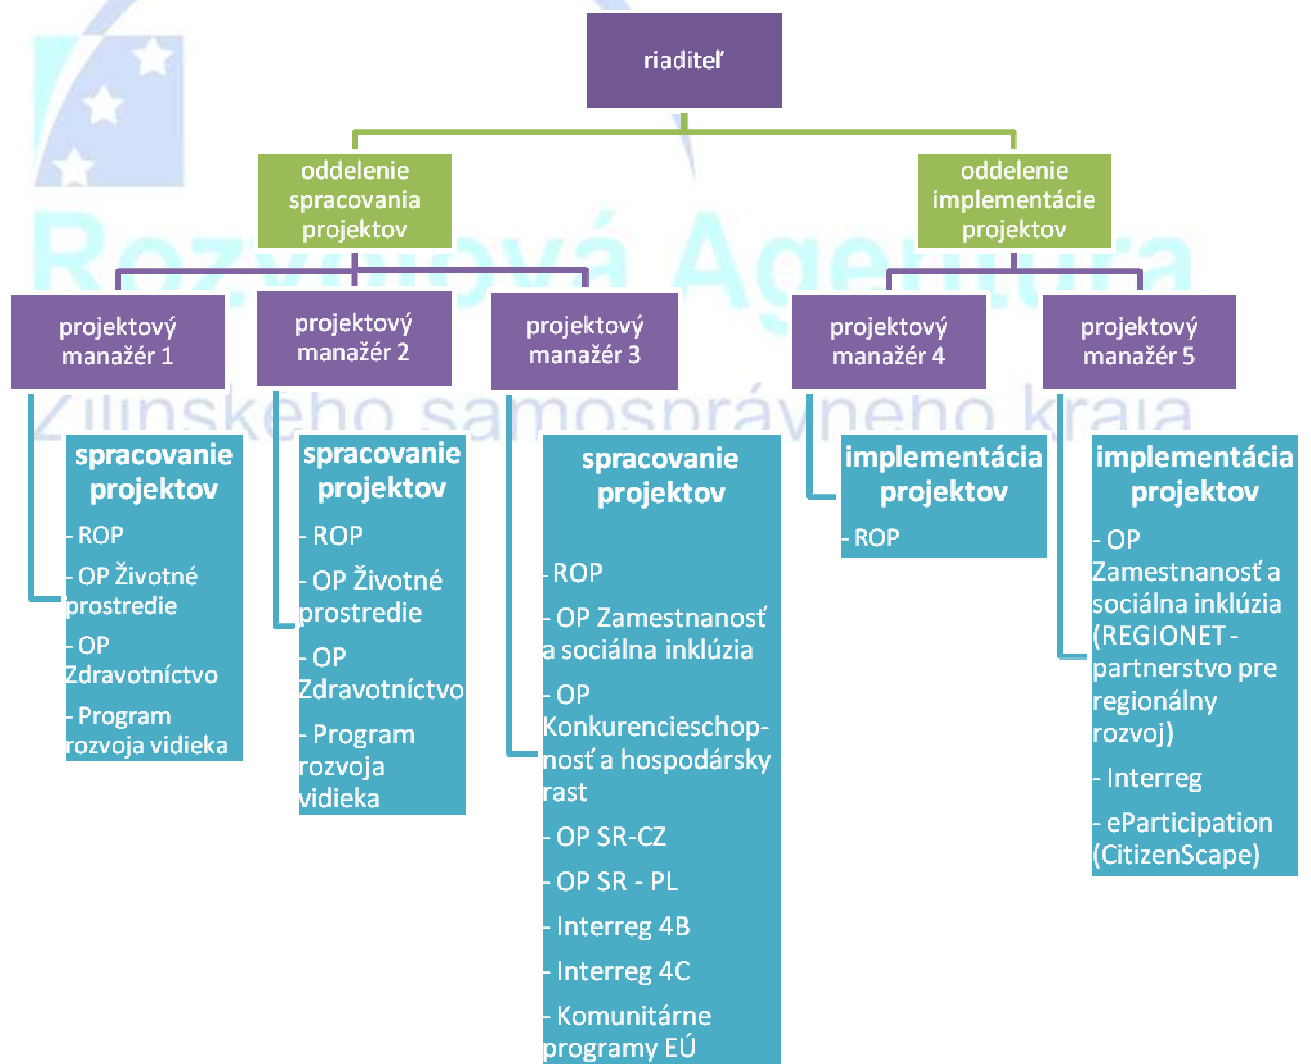 riaditeľ
oddelenie
spracovania
projektov
oddelenie
implementácie
projektov
Rozvojová Agentúra
projektový
manažér 1
projektový
manažér 2
projektový
manažér 3
projektový
manažér 4
projektový
manažér 5
Žilinského samosprávneho kraja
spracovanie
projektov
- ROP
- OP Životné
prostredie
- OP
Zdravotníctvo
- Program
rozvoja vidieka
spracovanie
projektov
- ROP
- OP Životné
prostredie
- OP
Zdravotníctvo
- Program
rozvoja
vidieka
spracovanie
projektov
- ROP
- OP Zamestnanosť
a sociálna inklúzia
- OP
Konkurencieschop-
nosť a hospodársky
rast
- OP SR-CZ
- OP SR - PL
- Interreg 4B
- Interreg 4C
- Komunitárne
programy EÚ
implementácia
projektov
- ROP
implementácia
projektov
- OP
Zamestnanosť a
sociálna inklúzia
(REGIONET -
partnerstvo pre
regionálny
rozvoj)
- Interreg
- eParticipation
(CitizenScape)